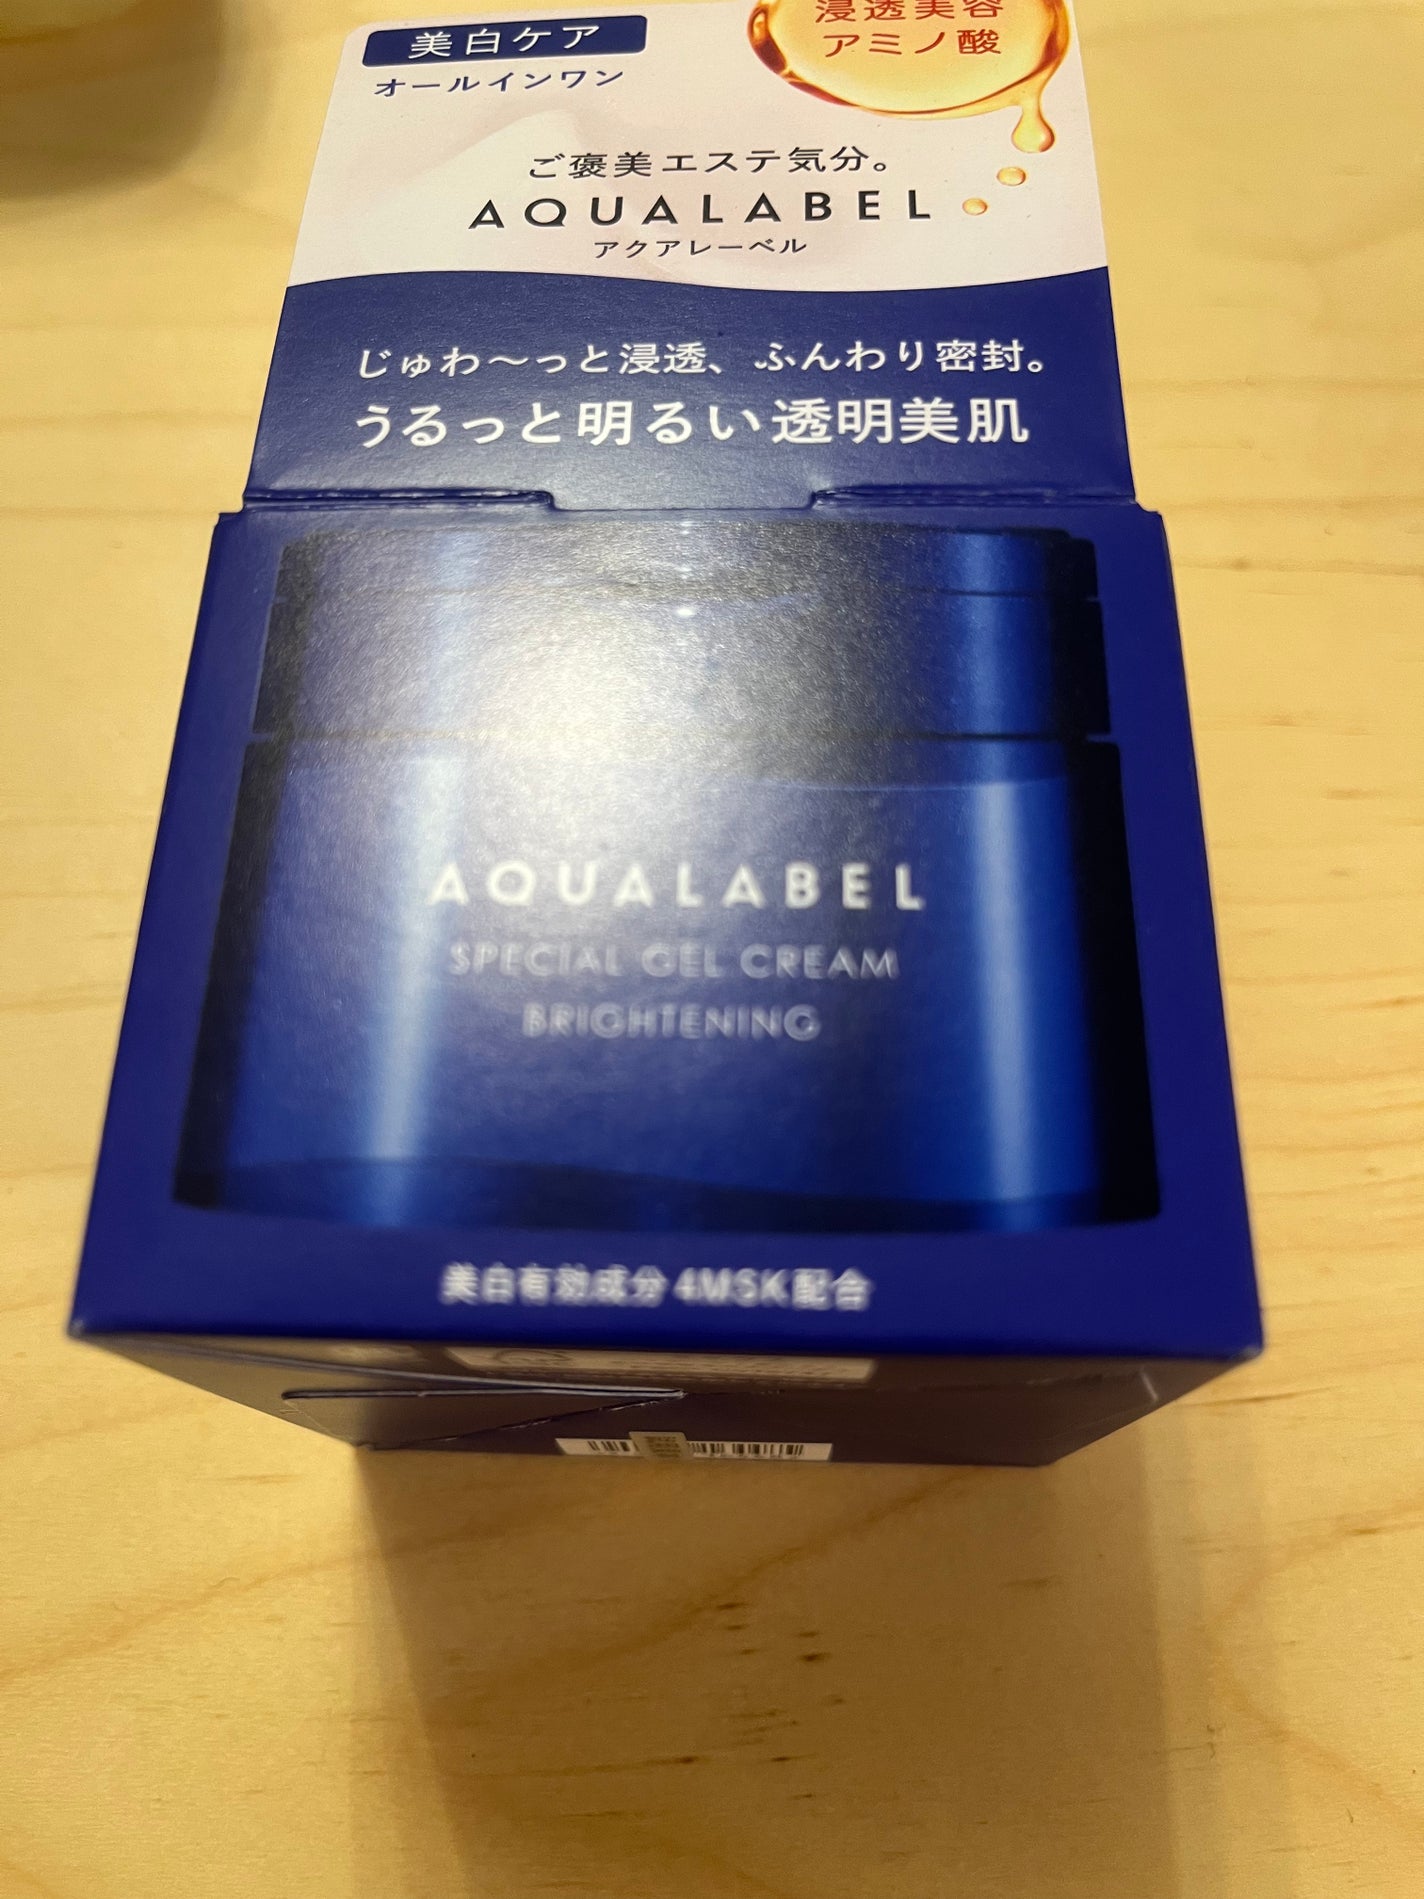 美白ケア
オールインワン
浸透美容
アミノ酸
ご褒美エステ気分。
AQUALABEL
アクアレーベル
じゅわ〜っと浸透、ふんわり密封。
うるっと明るい透明美肌
AQUALABEL
SPECIAL GEL CREAM
BRIGHTENING
美白有効成分4MSK配合